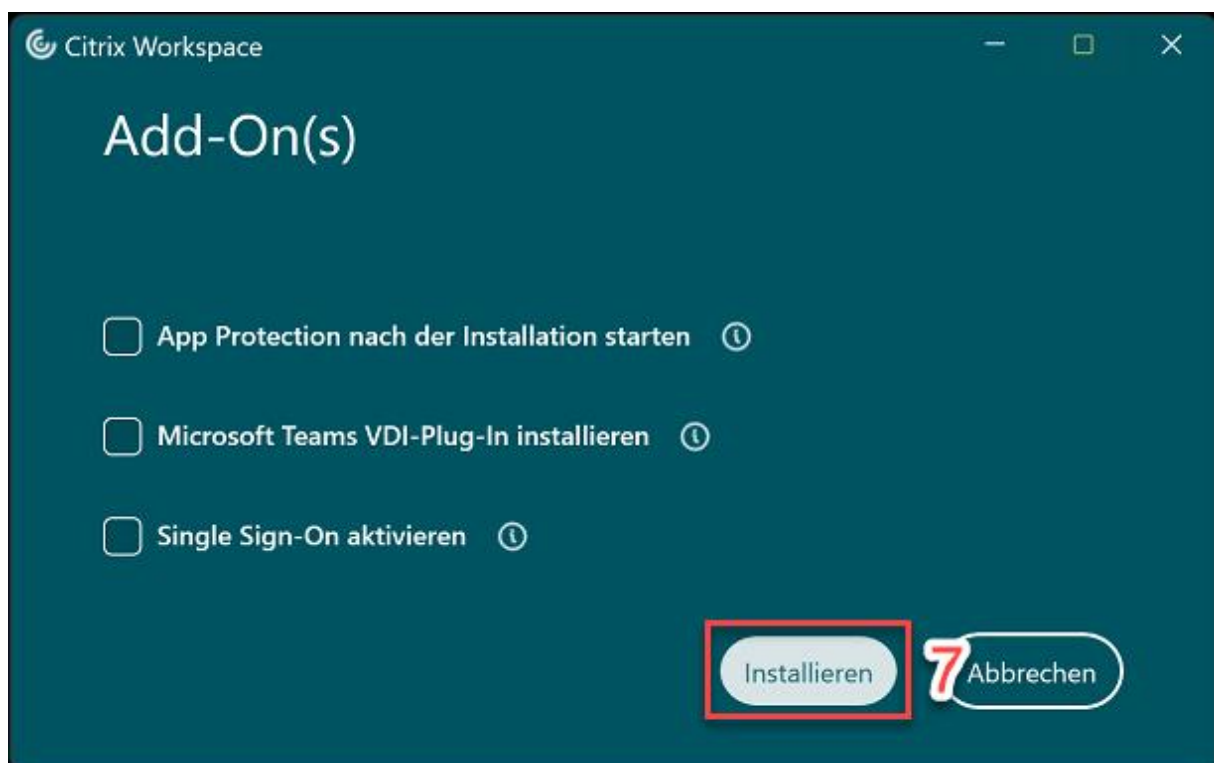 Citrix Workspace
Add-On(s)
App Protection nach der Installation starten
Microsoft Teams VDI-Plug-In installieren
Single Sign-On aktivieren
Installieren 7 Abbrechen